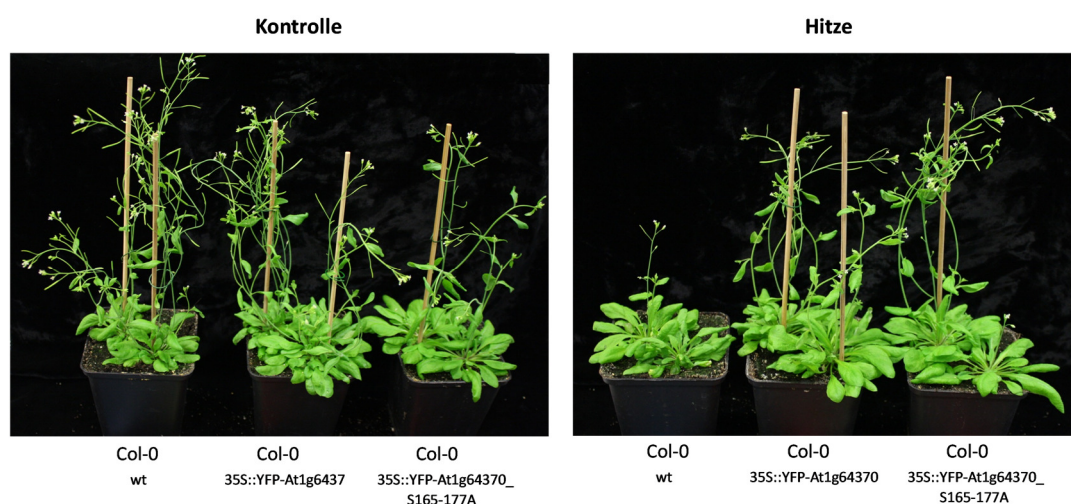 Kontrolle
Hitze
Col-0
wt
Col-0
35S::YFP-At1g6437
Col-0
35S::YFP-At1g64370_
S165-177A
Col-0
wt
Col-0
35S::YFP-At1g64370
Col-0
35S::YFP-At1g64370_
S165-177A